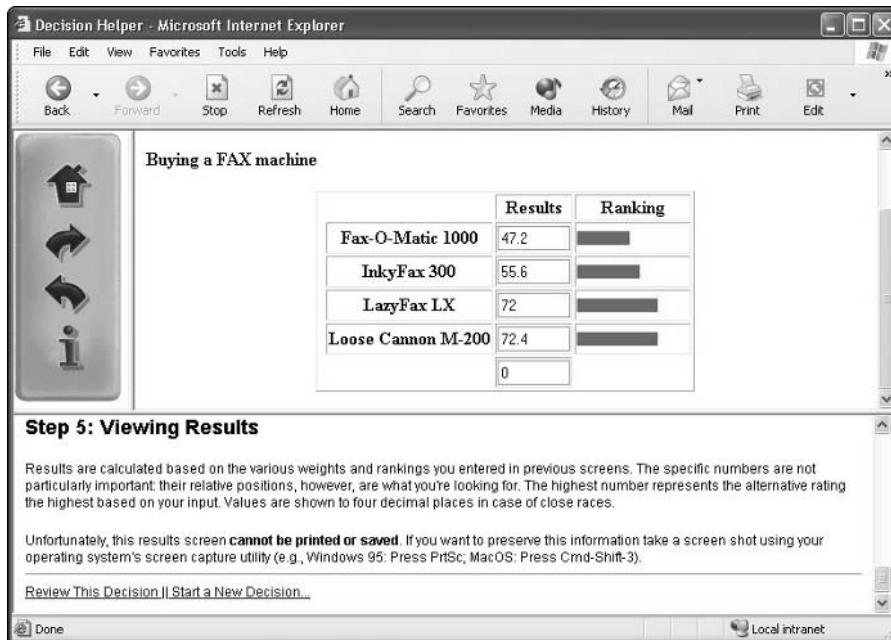 Decision Helper - Microsoft Internet Explorer
File Edit View Favorites Tools Help
Back Forward Stop Refresh Home Search Favorites Media History Mail Print Edit
Buying a FAX machine
Results Ranking
Fax-O-Matic 1000 47.2
InkyFax 300 55.6
LazyFax LX 72
Loose Cannon M-200 72.4
0
Step 5: Viewing Results
Results are calculated based on the various weights and rankings you entered in previous screens. The specific numbers are not
particularly important: their relative positions, however, are what you're looking for. The highest number represents the alternative rating
the highest based on your input. Values are shown to four decimal places in case of close races.
Unfortunately, this results screen cannot be printed or saved. If you want to preserve this information take a screen shot using your
operating system's screen capture utility (e.g., Windows 95: Press PrtSc; MacOS: Press Cmd-Shift-3).
Review This Decision || Start a New Decision...
Done Local intranet